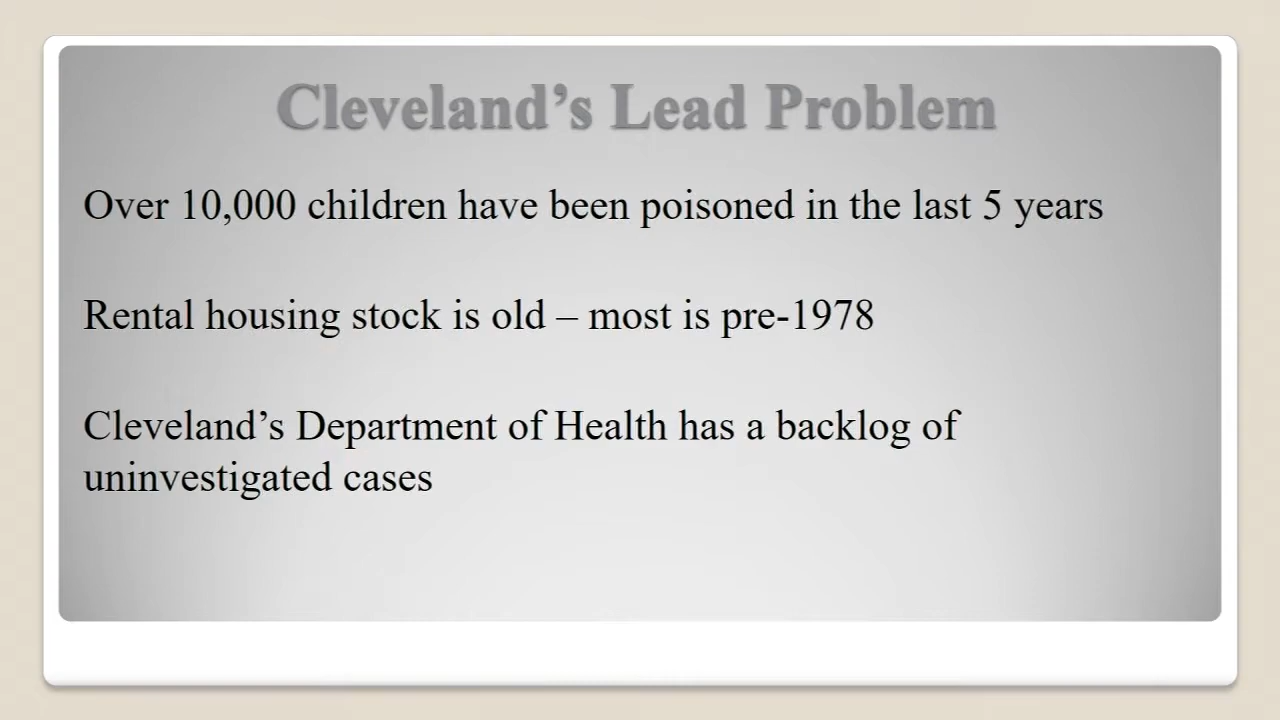 Cleveland’s Lead Problem
Over 10,000 children have been poisoned in the last 5 years
Rental housing stock is old – most is pre-1978
Cleveland’s Department of Health has a backlog of
uninvestigated cases